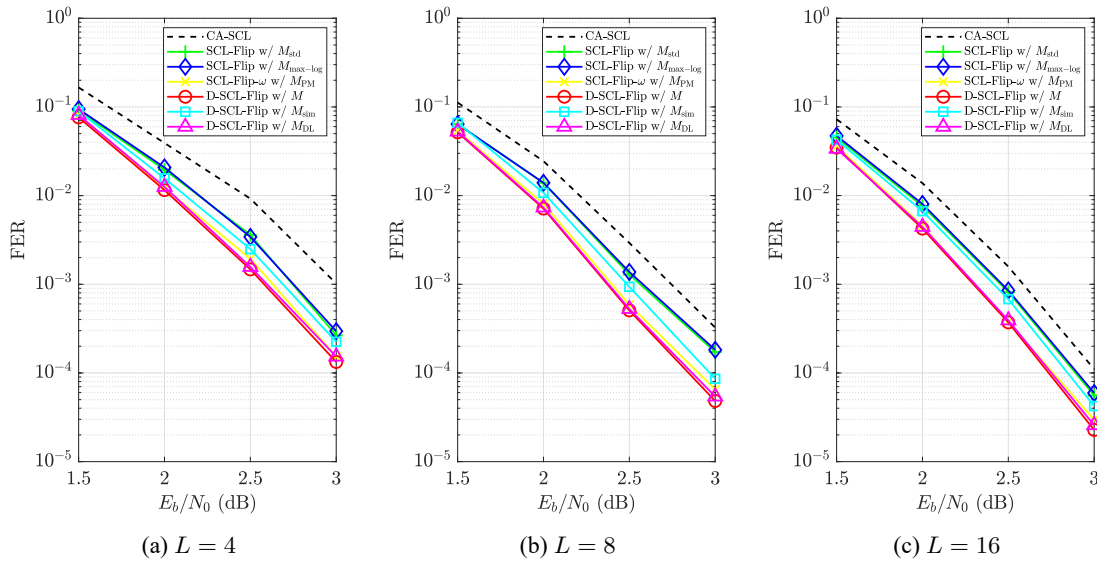 10^0
10^{-1}
10^{-2}
10^{-3}
10^{-4}
10^{-5}
FER
1.5 2 2.5 3
E_b/N_0 (dB)
CA-SCL
SCL-Flip w/ M_std
SCL-Flip w/ M_max−log
SCL-Flip-ω w/ M_PM
D-SCL-Flip w/ M
D-SCL-Flip w/ M_sim
D-SCL-Flip w/ M_DL
(a) L = 4
10^0
10^{-1}
10^{-2}
10^{-3}
10^{-4}
10^{-5}
FER
1.5 2 2.5 3
E_b/N_0 (dB)
CA-SCL
SCL-Flip w/ M_std
SCL-Flip w/ M_max−log
SCL-Flip-ω w/ M_PM
D-SCL-Flip w/ M
D-SCL-Flip w/ M_sim
D-SCL-Flip w/ M_DL
(b) L = 8
10^0
10^{-1}
10^{-2}
10^{-3}
10^{-4}
10^{-5}
FER
1.5 2 2.5 3
E_b/N_0 (dB)
CA-SCL
SCL-Flip w/ M_std
SCL-Flip w/ M_max−log
SCL-Flip-ω w/ M_PM
D-SCL-Flip w/ M
D-SCL-Flip w/ M_sim
D-SCL-Flip w/ M_DL
(c) L = 16